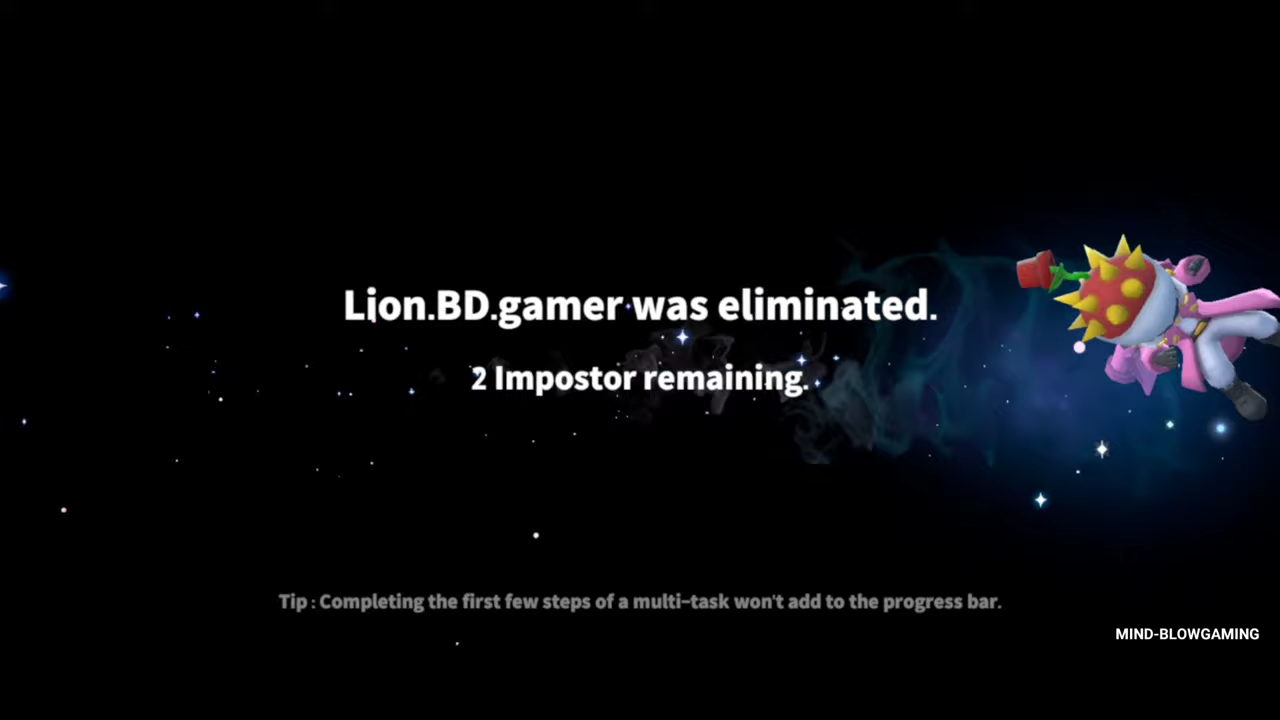 Lion.BD.gamer was eliminated.
2 Impostor remaining.
Tip : Completing the first few steps of a multi-task won't add to the progress bar.
MIND-BLOWGAMING